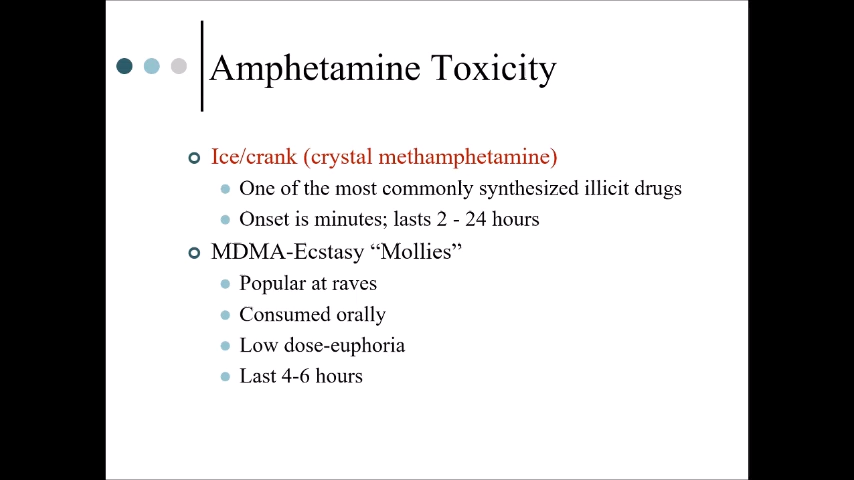 Amphetamine Toxicity
Ice/crank (crystal methamphetamine)
One of the most commonly synthesized illicit drugs
Onset is minutes; lasts 2 - 24 hours
MDMA-Ecstasy “Mollies”
Popular at raves
Consumed orally
Low dose-euphoria
Last 4-6 hours